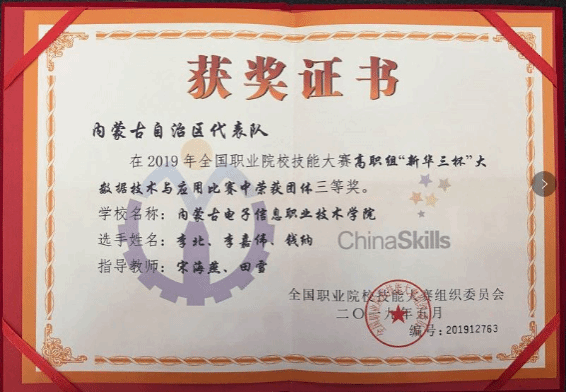 获奖证书
内蒙古自治区代表队
在2019年全国职业院校技能大赛高职组“新华三杯”大
数据技术与应用比赛中荣获团体三等奖。
学校名称：内蒙古电子信息职业技术学院
选手姓名：李北、李嘉伟、钱纳
指导教师：宋海燕、田雪
ChinaSkills
全国职业院校技能大赛组织委员会
二〇一九年五月
编号：201912763